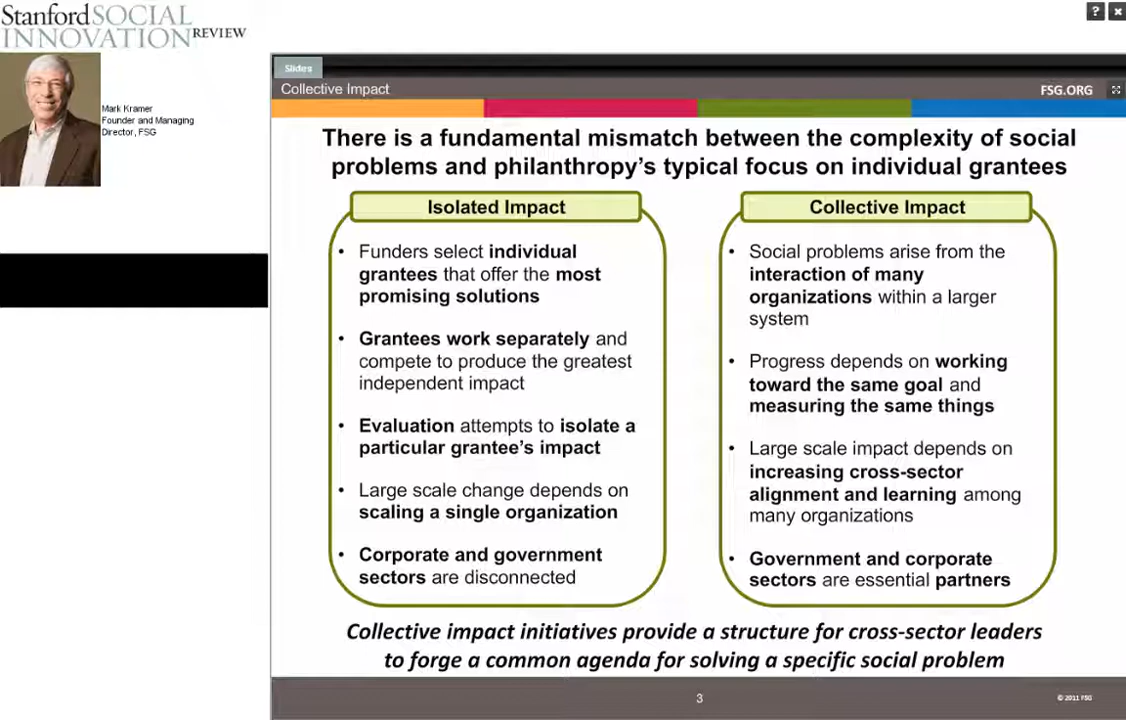 Stanford SOCIAL
INNOVATION REVIEW
? ×
Mark Kramer
Founder and Managing
Director, FSG
Slides
Collective Impact
FSG.ORG
There is a fundamental mismatch between the complexity of social
problems and philanthropy's typical focus on individual grantees
Isolated Impact
• Funders select individual
grantees that offer the most
promising solutions
• Grantees work separately and
compete to produce the greatest
independent impact
• Evaluation attempts to isolate a
particular grantee's impact
• Large scale change depends on
scaling a single organization
• Corporate and government
sectors are disconnected
Collective Impact
• Social problems arise from the
interaction of many
organizations within a larger
system
• Progress depends on working
toward the same goal and
measuring the same things
• Large scale impact depends on
increasing cross-sector
alignment and learning among
many organizations
• Government and corporate
sectors are essential partners
Collective impact initiatives provide a structure for cross-sector leaders
to forge a common agenda for solving a specific social problem
3
© 2011 FSG